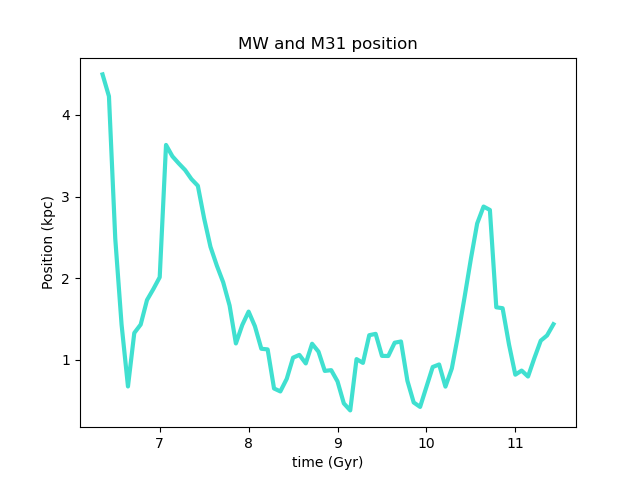 MW and M31 position
4
3
2
1
Position (kpc)
7 8 9 10 11
time (Gyr)